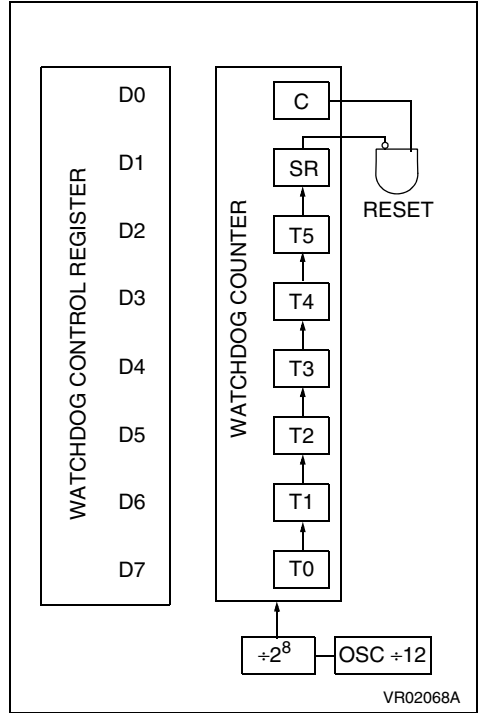 WATCHDOG CONTROL REGISTER
D0
D1
D2
D3
D4
D5
D6
D7
WATCHDOG COUNTER
C
SR
T5
T4
T3
T2
T1
T0
RESET
÷2⁸
OSC ÷12
VR02068A